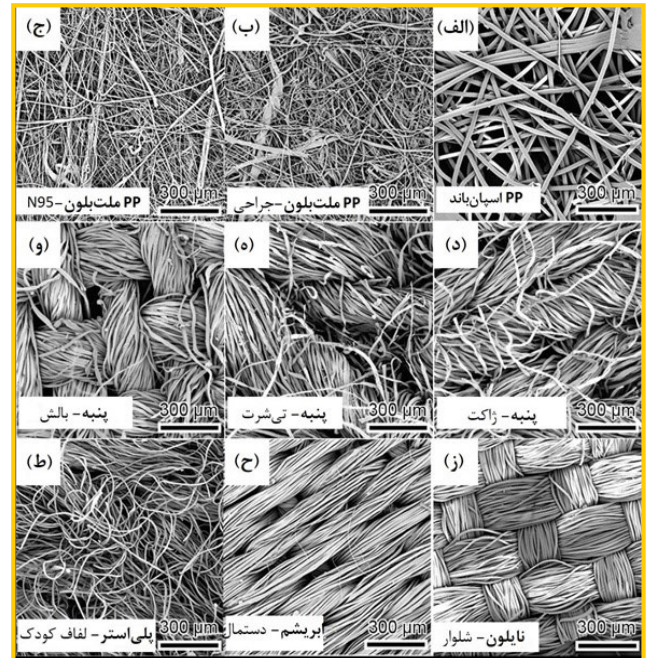 (الف)
300 μm
PP اسپان‌باند
(ب)
300 μm
PP ملت‌بلون-جراحی
(ج)
300 μm
PP ملت‌بلون-N95
(د)
300 μm
پنبه- ژاکت
(ه)
300 μm
پنبه- تی‌شرت
(و)
300 μm
پنبه- بالش
(ز)
300 μm
نایلون- شلوار
(ح)
300 μm
ابریشم- دستمال
(ط)
300 μm
پلی‌استر- لفاف کودک